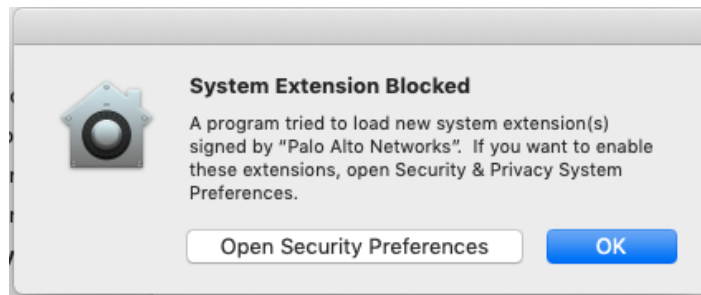 System Extension Blocked
A program tried to load new system extension(s)
signed by “Palo Alto Networks”.  If you want to enable
these extensions, open Security & Privacy System
Preferences.
Open Security Preferences
OK